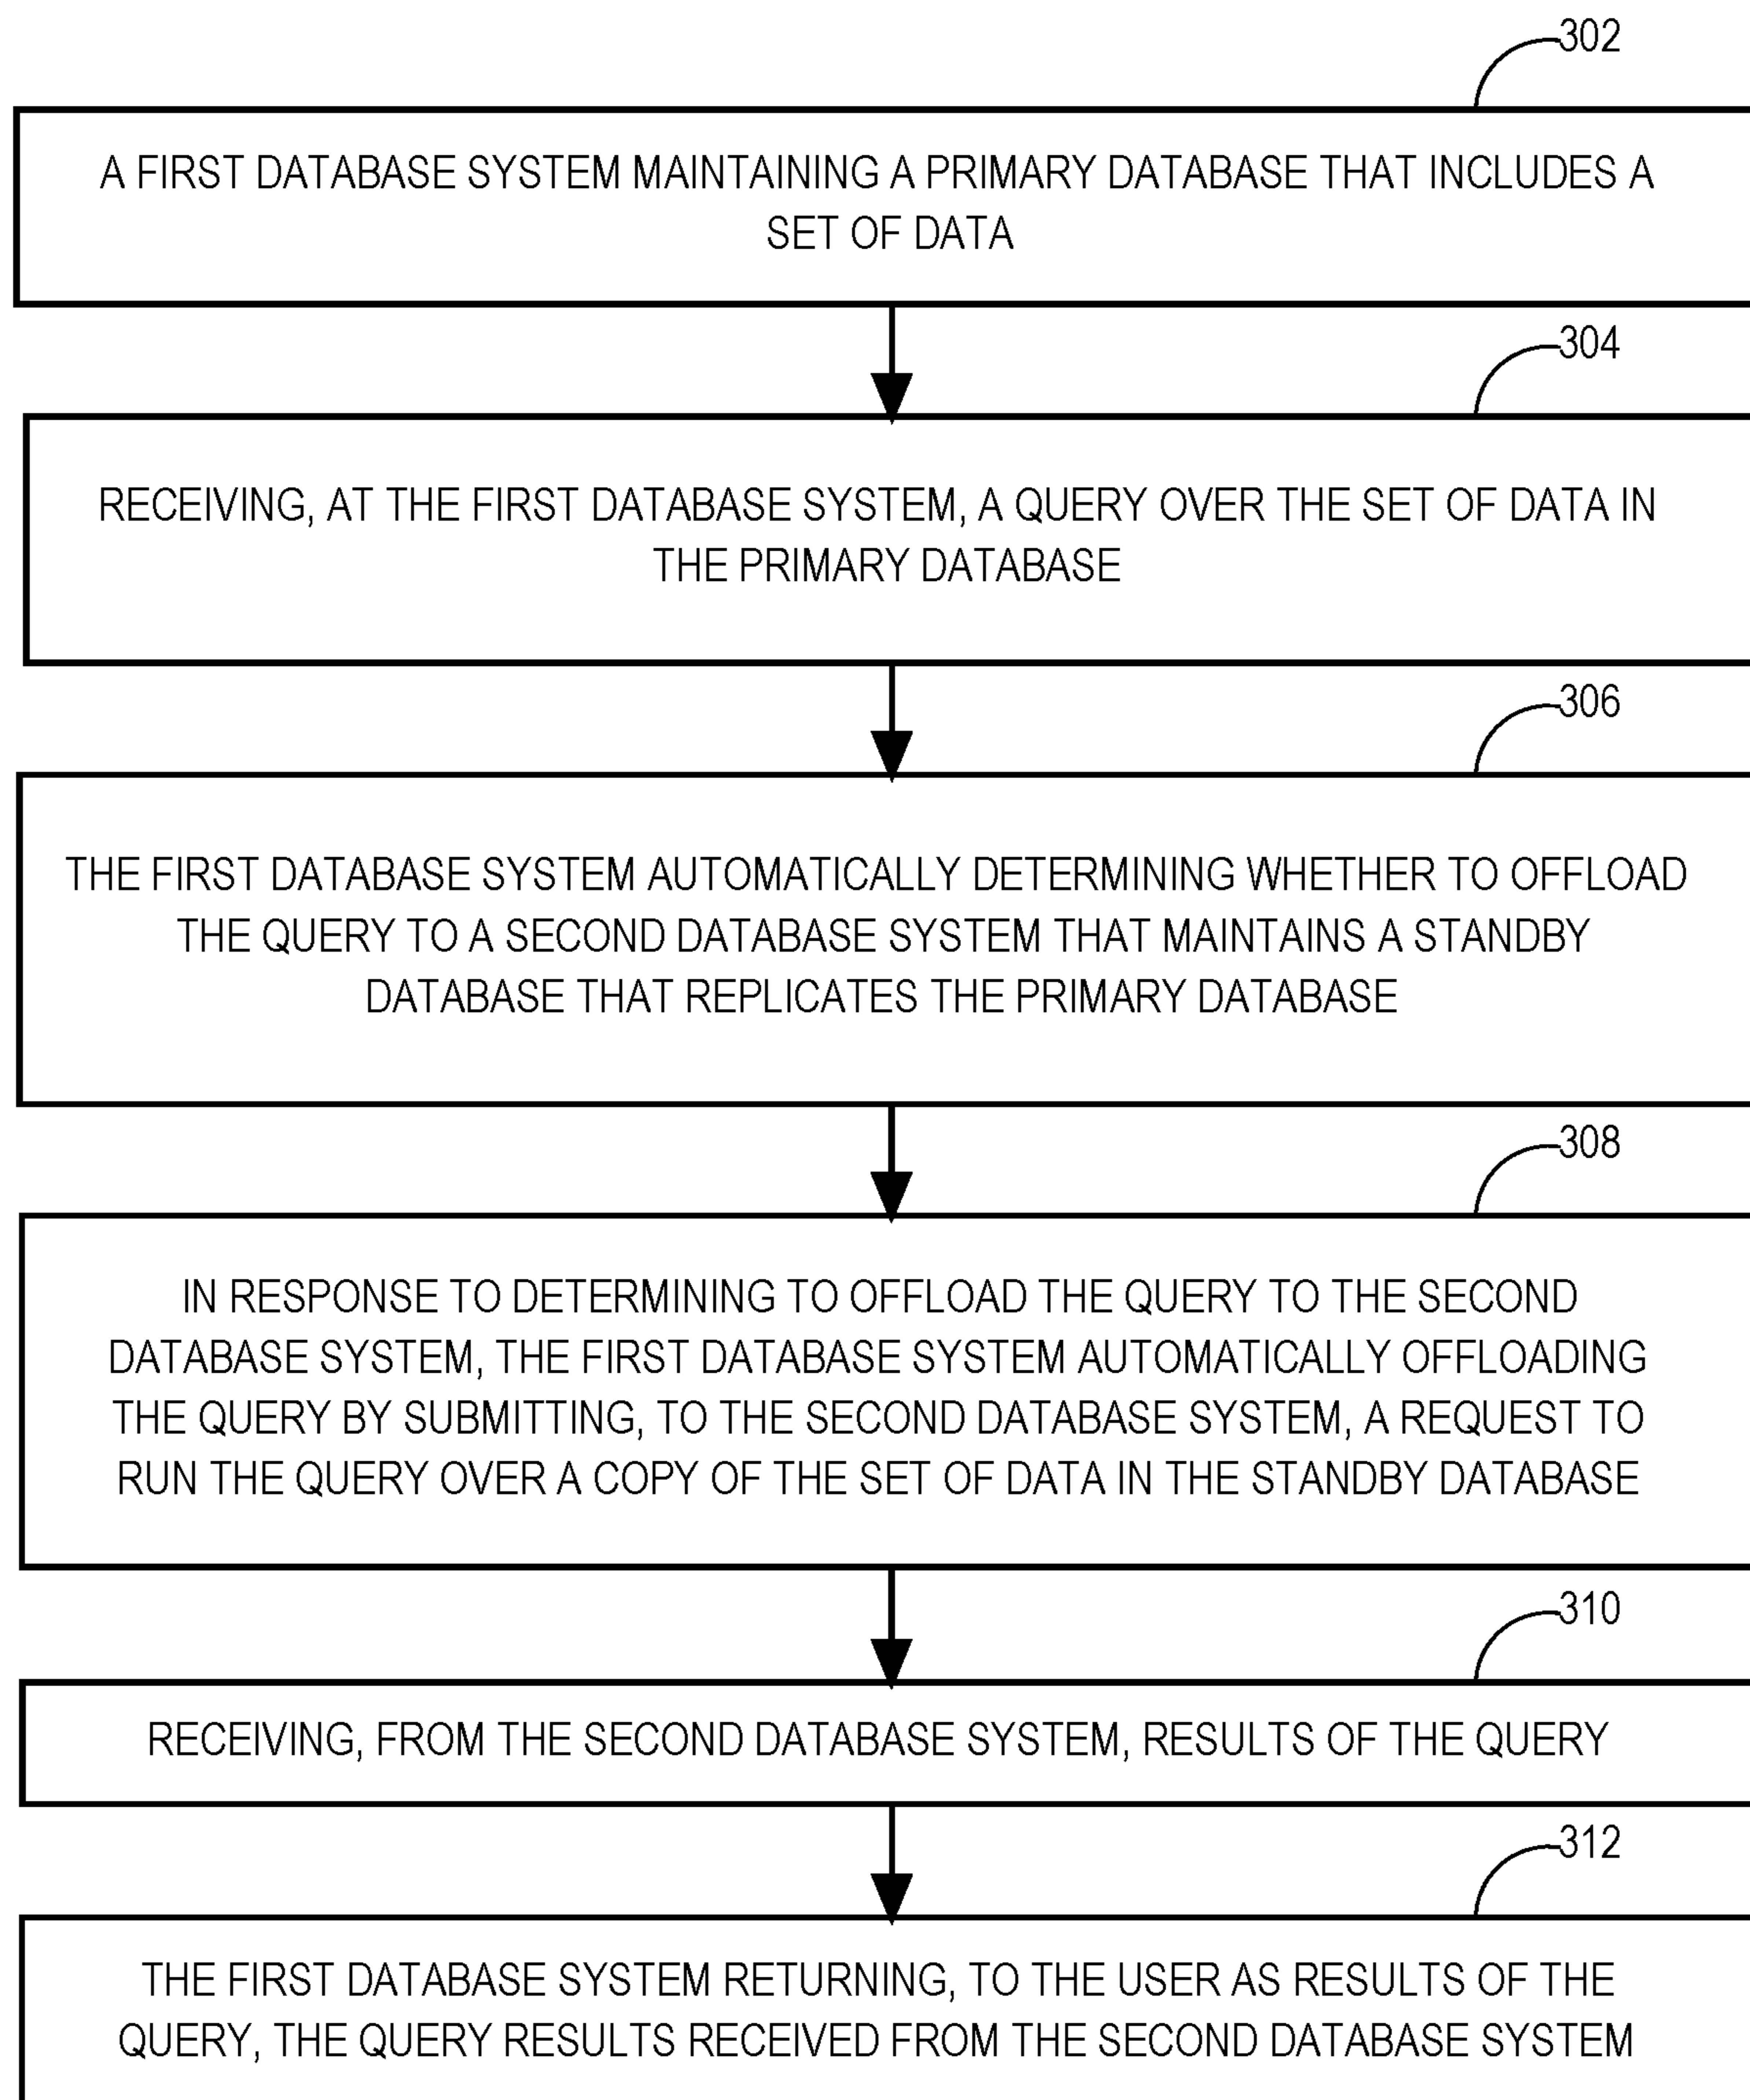 302
A FIRST DATABASE SYSTEM MAINTAINING A PRIMARY DATABASE THAT INCLUDES A
SET OF DATA
304
RECEIVING, AT THE FIRST DATABASE SYSTEM, A QUERY OVER THE SET OF DATA IN
THE PRIMARY DATABASE
306
THE FIRST DATABASE SYSTEM AUTOMATICALLY DETERMINING WHETHER TO OFFLOAD
THE QUERY TO A SECOND DATABASE SYSTEM THAT MAINTAINS A STANDBY
DATABASE THAT REPLICATES THE PRIMARY DATABASE
308
IN RESPONSE TO DETERMINING TO OFFLOAD THE QUERY TO THE SECOND
DATABASE SYSTEM, THE FIRST DATABASE SYSTEM AUTOMATICALLY OFFLOADING
THE QUERY BY SUBMITTING, TO THE SECOND DATABASE SYSTEM, A REQUEST TO
RUN THE QUERY OVER A COPY OF THE SET OF DATA IN THE STANDBY DATABASE
310
RECEIVING, FROM THE SECOND DATABASE SYSTEM, RESULTS OF THE QUERY
312
THE FIRST DATABASE SYSTEM RETURNING, TO THE USER AS RESULTS OF THE
QUERY, THE QUERY RESULTS RECEIVED FROM THE SECOND DATABASE SYSTEM